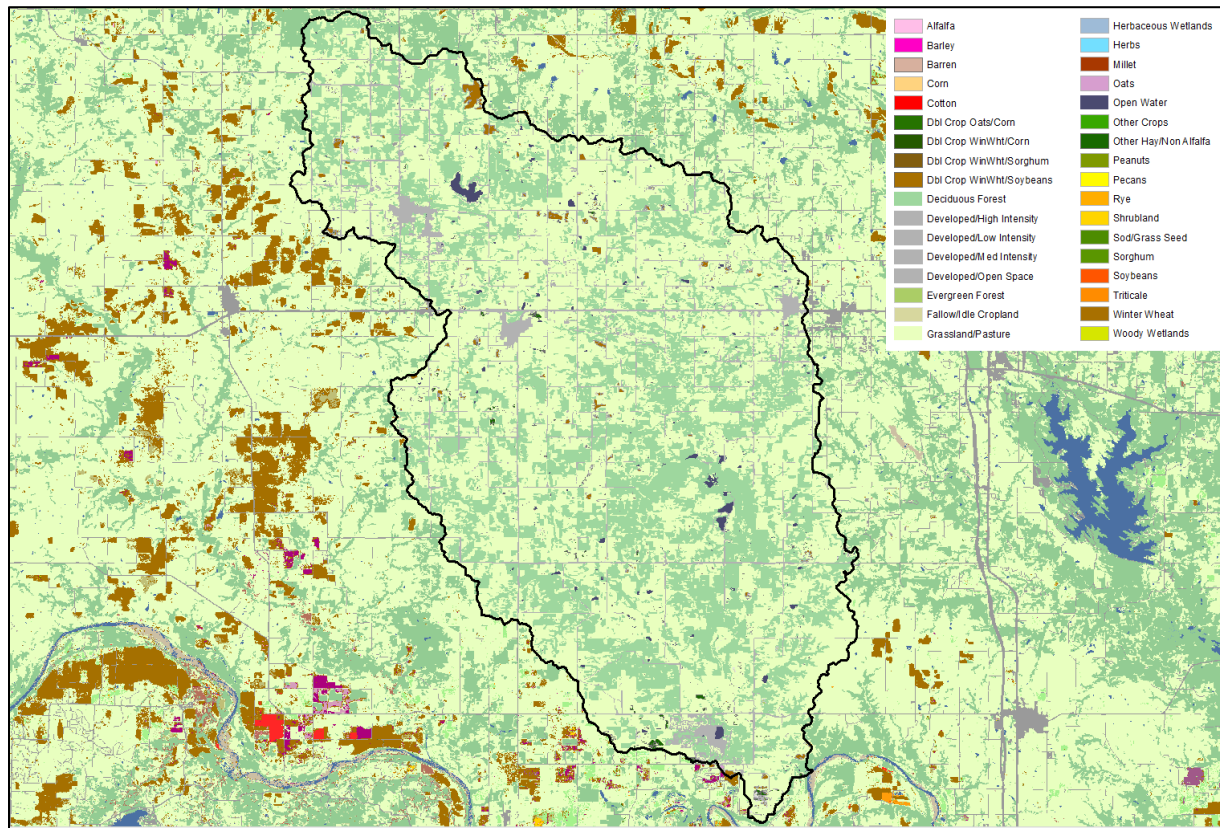 Alfalfa
Barley
Barren
Corn
Cotton
Dbl Crop Oats/Corn
Dbl Crop WinWht/Corn
Dbl Crop WinWht/Sorghum
Dbl Crop WinWht/Soybeans
Deciduous Forest
Developed/High Intensity
Developed/Low Intensity
Developed/Med Intensity
Developed/Open Space
Evergreen Forest
Fallow/Idle Cropland
Grassland/Pasture
Herbaceous Wetlands
Herbs
Millet
Oats
Open Water
Other Crops
Other Hay/Non Alfalfa
Peanuts
Pecans
Rye
Shrubland
Sod/Grass Seed
Sorghum
Soybeans
Triticale
Winter Wheat
Woody Wetlands